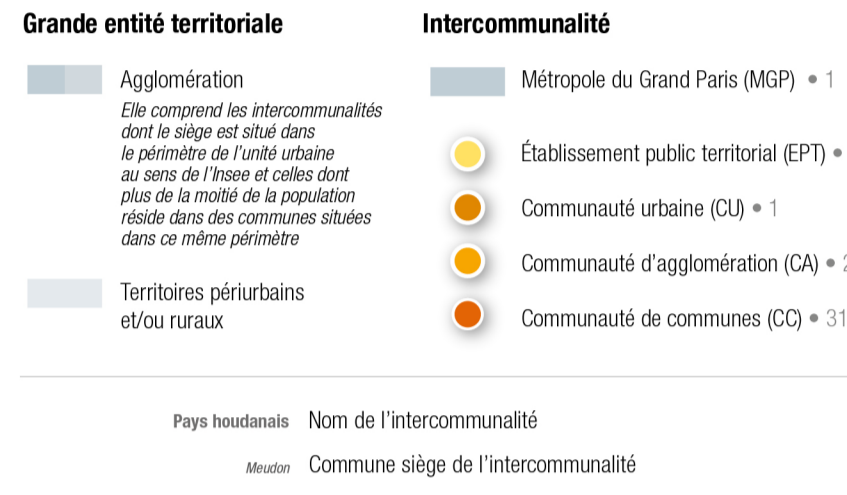 Grande entité territoriale
Agglomération
Elle comprend les intercommunalités
dont le siège est situé dans
le périmètre de l'unité urbaine
au sens de l'Insee et celles dont
plus de la moitié de la population
réside dans des communes situées
dans ce même périmètre
Territoires périurbains
et/ou ruraux
Intercommunalité
Métropole du Grand Paris (MGP) • 1
Établissement public territorial (EPT) •
Communauté urbaine (CU) • 1
Communauté d'agglomération (CA) •
Communauté de communes (CC) • 31
Pays houdanais Nom de l'intercommunalité
Meudon Commune siège de l'intercommunalité